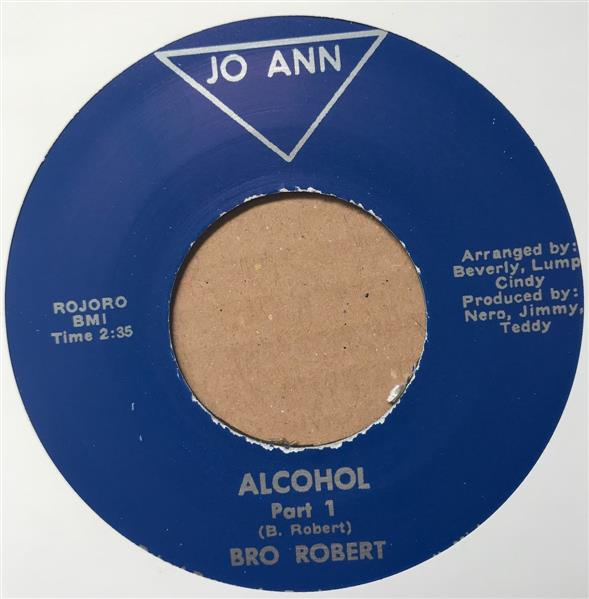 JO ANN
ROJORO
BMI
Time 2:35
Arranged by:
Beverly, Lump
Cindy
Produced by:
Nero, Jimmy,
Teddy
ALCOHOL
Part 1
(B. Robert)
BRO ROBERT